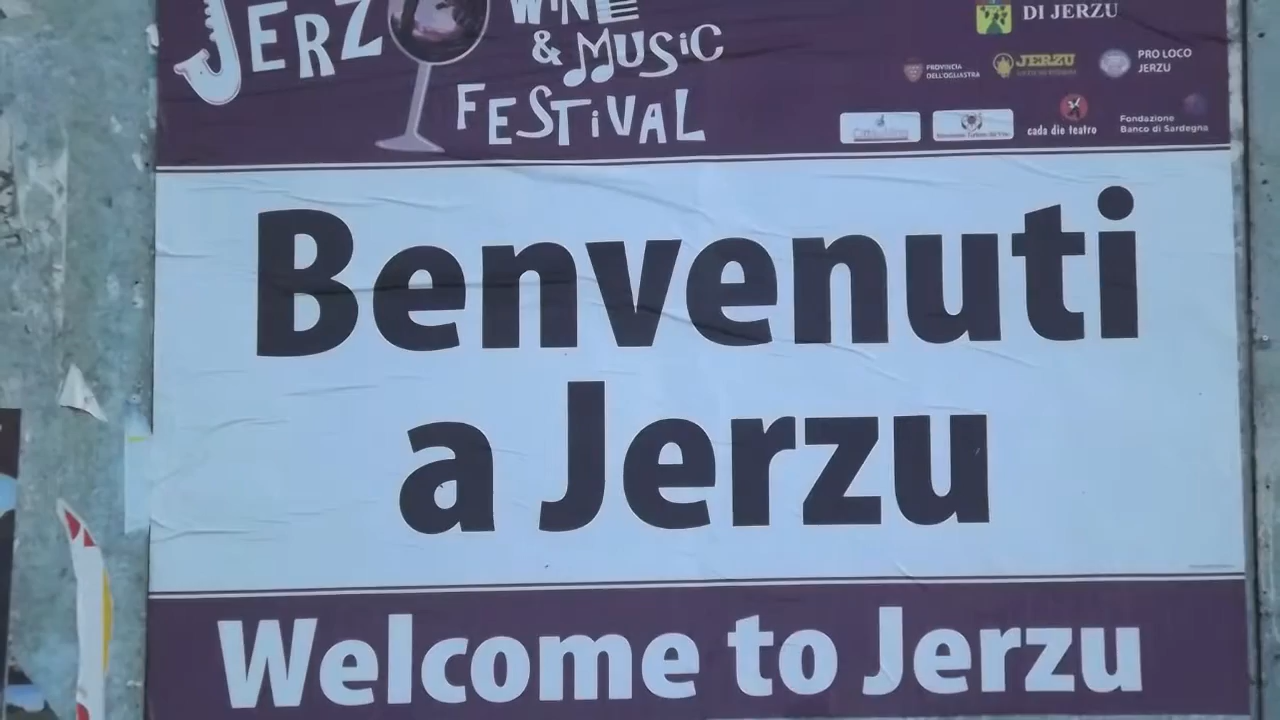 JERZU
WINE
& MUSIC
FESTIVAL
DI JERZU
PROVINCIA
DELL'OGLIASTRA
JERZU
PRO LOCO
JERZU
cada die teatro
Fondazione
Banco di Sardegna
Benvenuti
a Jerzu
Welcome to Jerzu